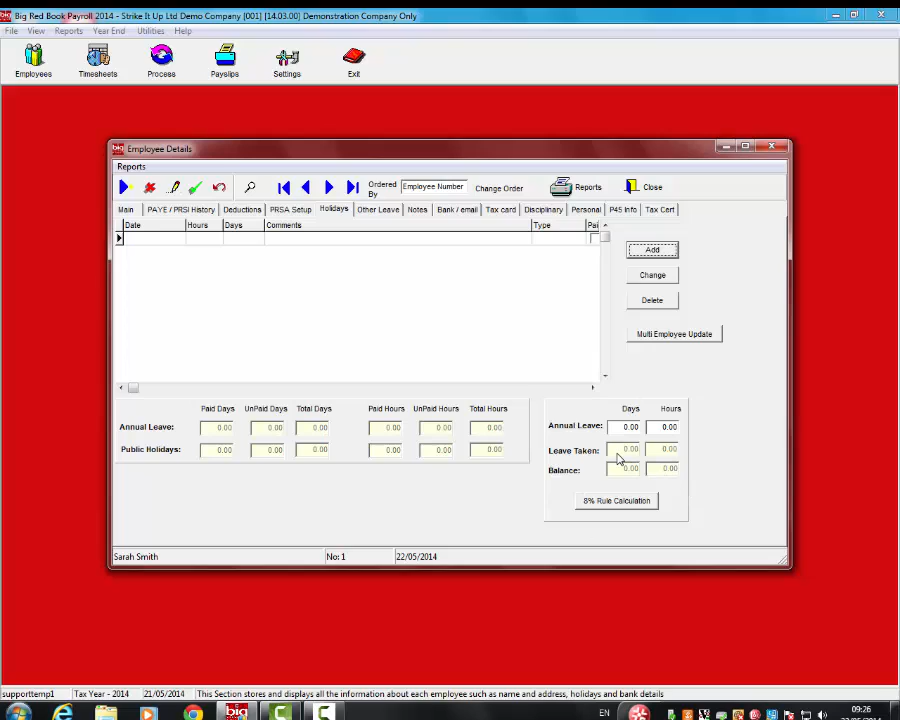 Big Red Book Payroll 2014 - Strike It Up Ltd Demo Company [001] [14.03.00] Demonstration Company Only
File View Reports Year End Utilities Help
Employees Timesheets Process Payslips Settings Exit
big Employee Details
Reports
Ordered By Employee Number Change Order Reports Close
Main PAYE / PRSI History Deductions PRSA Setup Holidays Other Leave Notes Bank / email Tax card Disciplinary Personal P45 Info Tax Cert
Date Hours Days Comments Type Pai
Add
Change
Delete
Multi Employee Update
Paid Days UnPaid Days Total Days Paid Hours UnPaid Hours Total Hours Days Hours
Annual Leave: 0.00 0.00 0.00 0.00 0.00 0.00 Annual Leave: 0.00 0.00
Public Holidays: 0.00 0.00 0.00 0.00 0.00 0.00 Leave Taken: 0.00 0.00
Balance: 0.00 0.00
8% Rule Calculation
Sarah Smith No: 1 22/05/2014
supporttemp1 Tax Year - 2014 21/05/2014 This Section stores and displays all the information about each employee such as name and address, holidays and bank details
EN 09:26